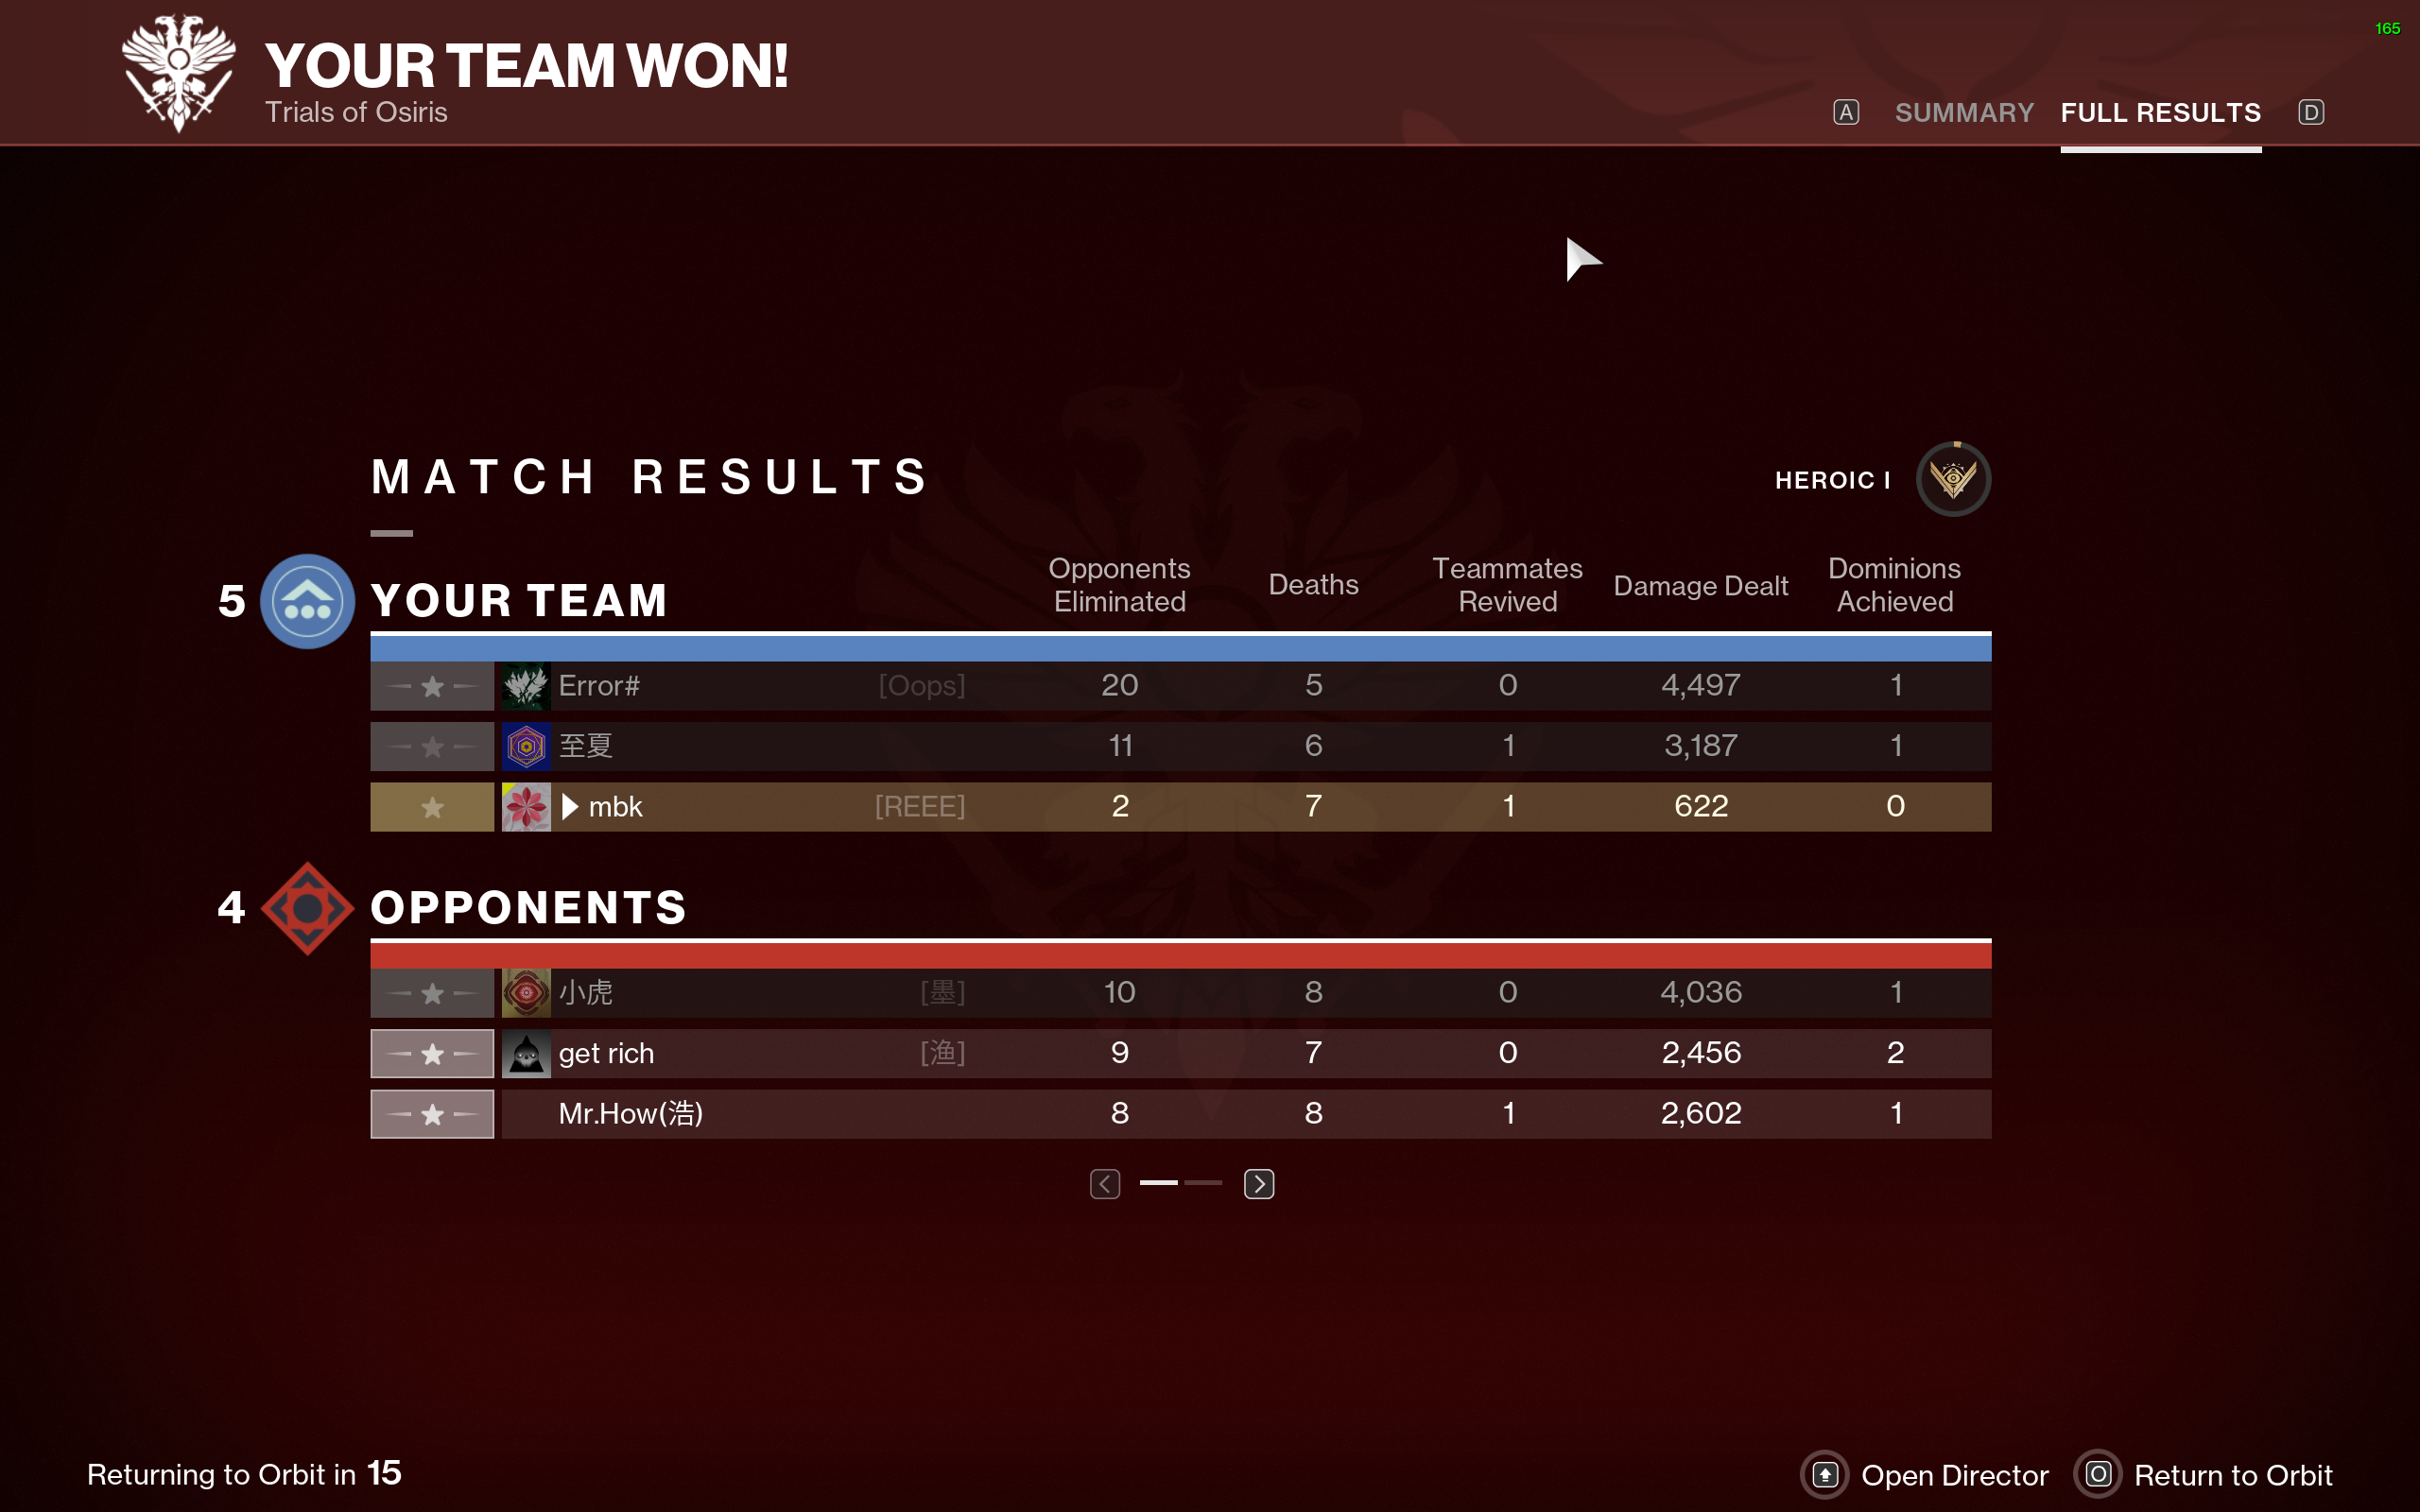 165
YOUR TEAM WON!
Trials of Osiris
A SUMMARY FULL RESULTS D
MATCH RESULTS
HEROIC I
5 YOUR TEAM
Opponents Eliminated Deaths Teammates Revived Damage Dealt Dominions Achieved
Error# [Oops] 20 5 0 4,497 1
至夏 11 6 1 3,187 1
mbk [REEE] 2 7 1 622 0
4 OPPONENTS
小虎 [墨] 10 8 0 4,036 1
get rich [渔] 9 7 0 2,456 2
Mr.How(浩) 8 8 1 2,602 1
Returning to Orbit in 15
Open Director O Return to Orbit